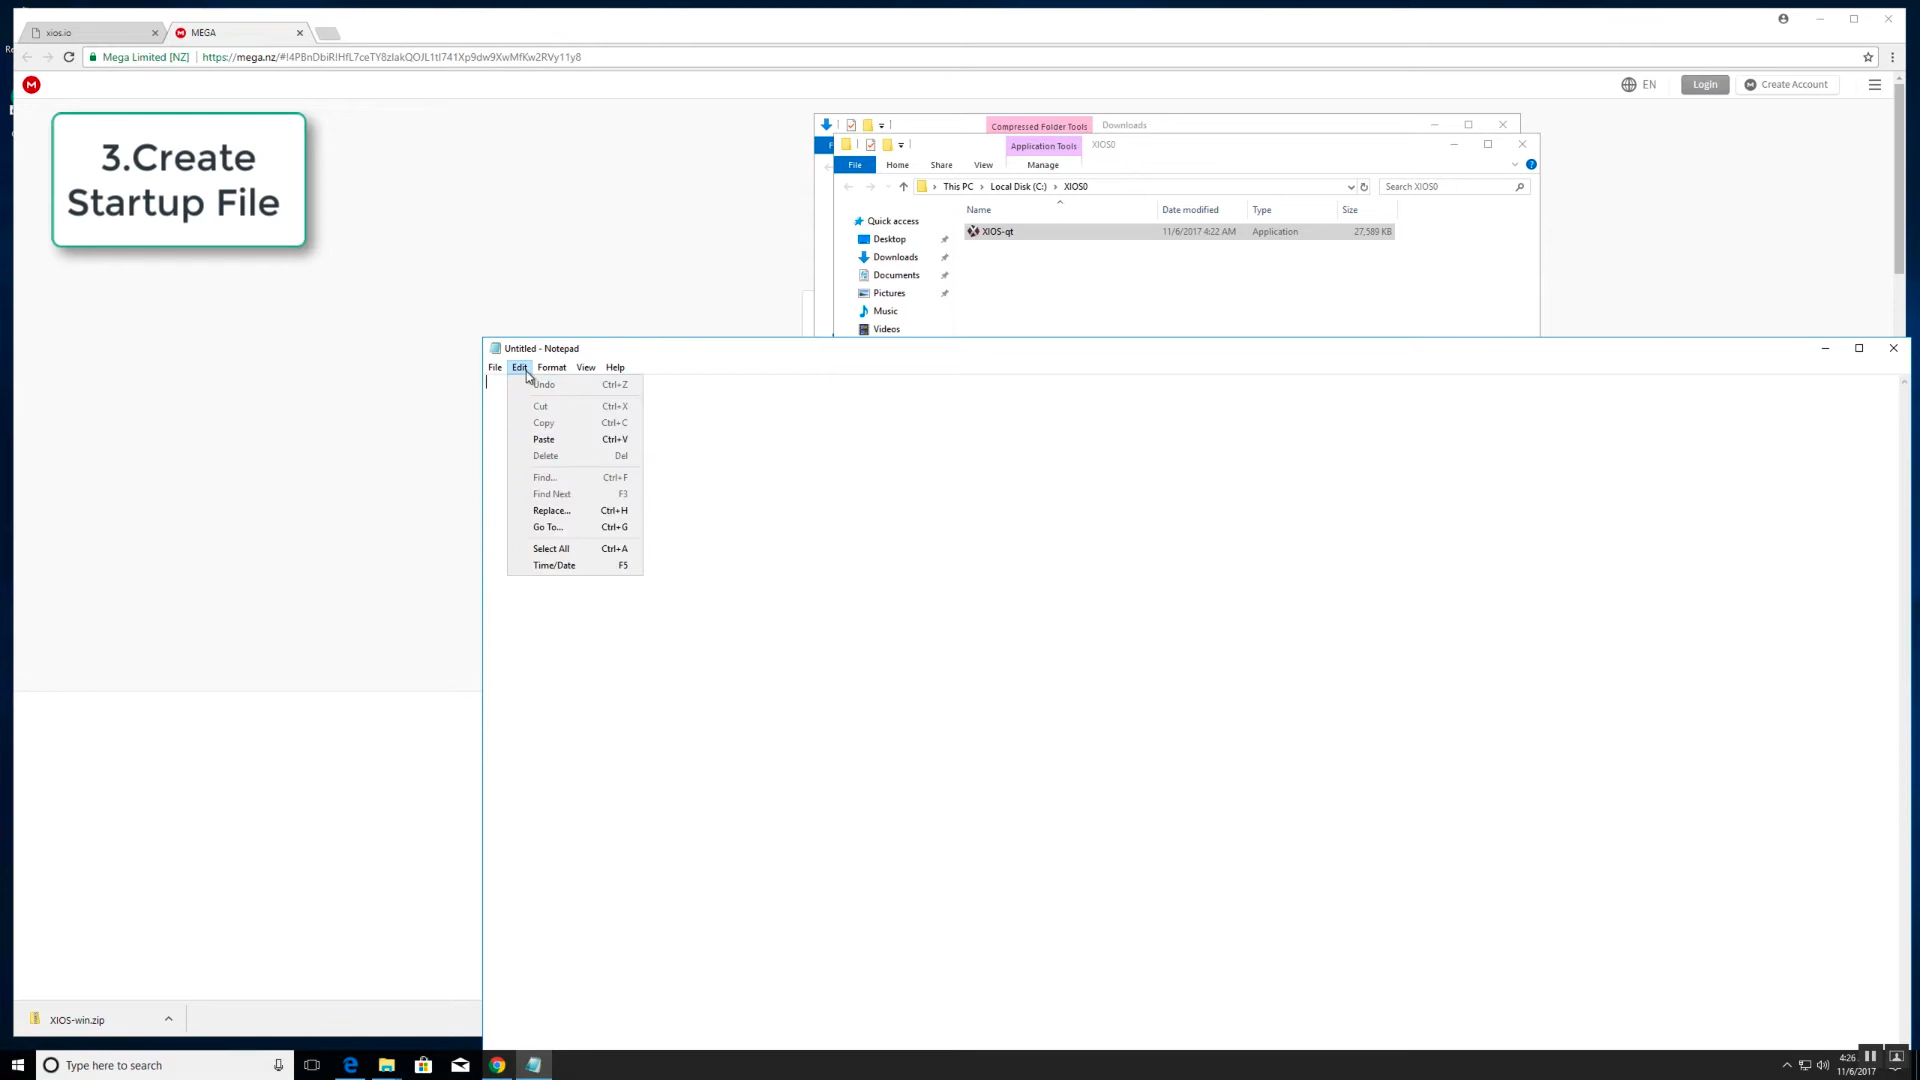 xios.io
MEGA
Mega Limited [NZ]
EN
Login
Create Account
3.Create
Startup File
Compressed Folder Tools
Downloads
Application Tools
XIOS0
File
Home
Share
View
Manage
This PC
Local Disk (C:)
XIOS0
Search XIOS0
Name
Date modified
Type
Size
Quick access
XIOS-qt
11/6/2017 4:22 AM
Application
27,589 KB
Desktop
Downloads
Documents
Pictures
Music
Videos
Untitled - Notepad
File
Edit
Format
View
Help
Undo Ctrl+Z
Cut Ctrl+X
Copy Ctrl+C
Paste Ctrl+V
Delete Del
Find... Ctrl+F
Find Next F3
Replace... Ctrl+H
Go To... Ctrl+G
Select All Ctrl+A
Time/Date F5
XIOS-win.zip
Type here to search
4:26
11/6/2017